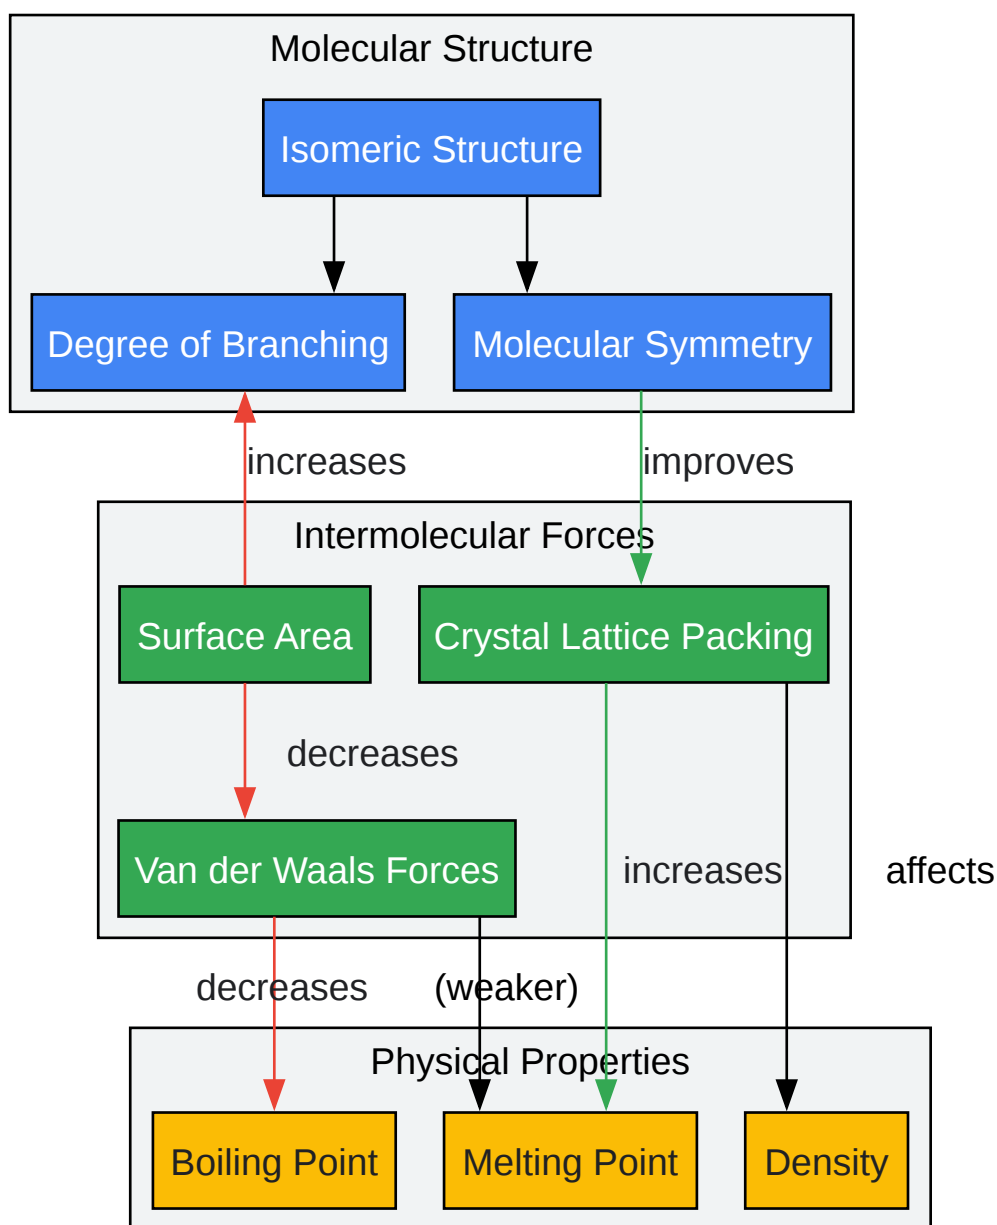 Molecular Structure
Isomeric Structure
Degree of Branching
Molecular Symmetry
increases
improves
Intermolecular Forces
Surface Area
Crystal Lattice Packing
decreases
Van der Waals Forces
increases
affects
decreases
(weaker)
Physical Properties
Boiling Point
Melting Point
Density